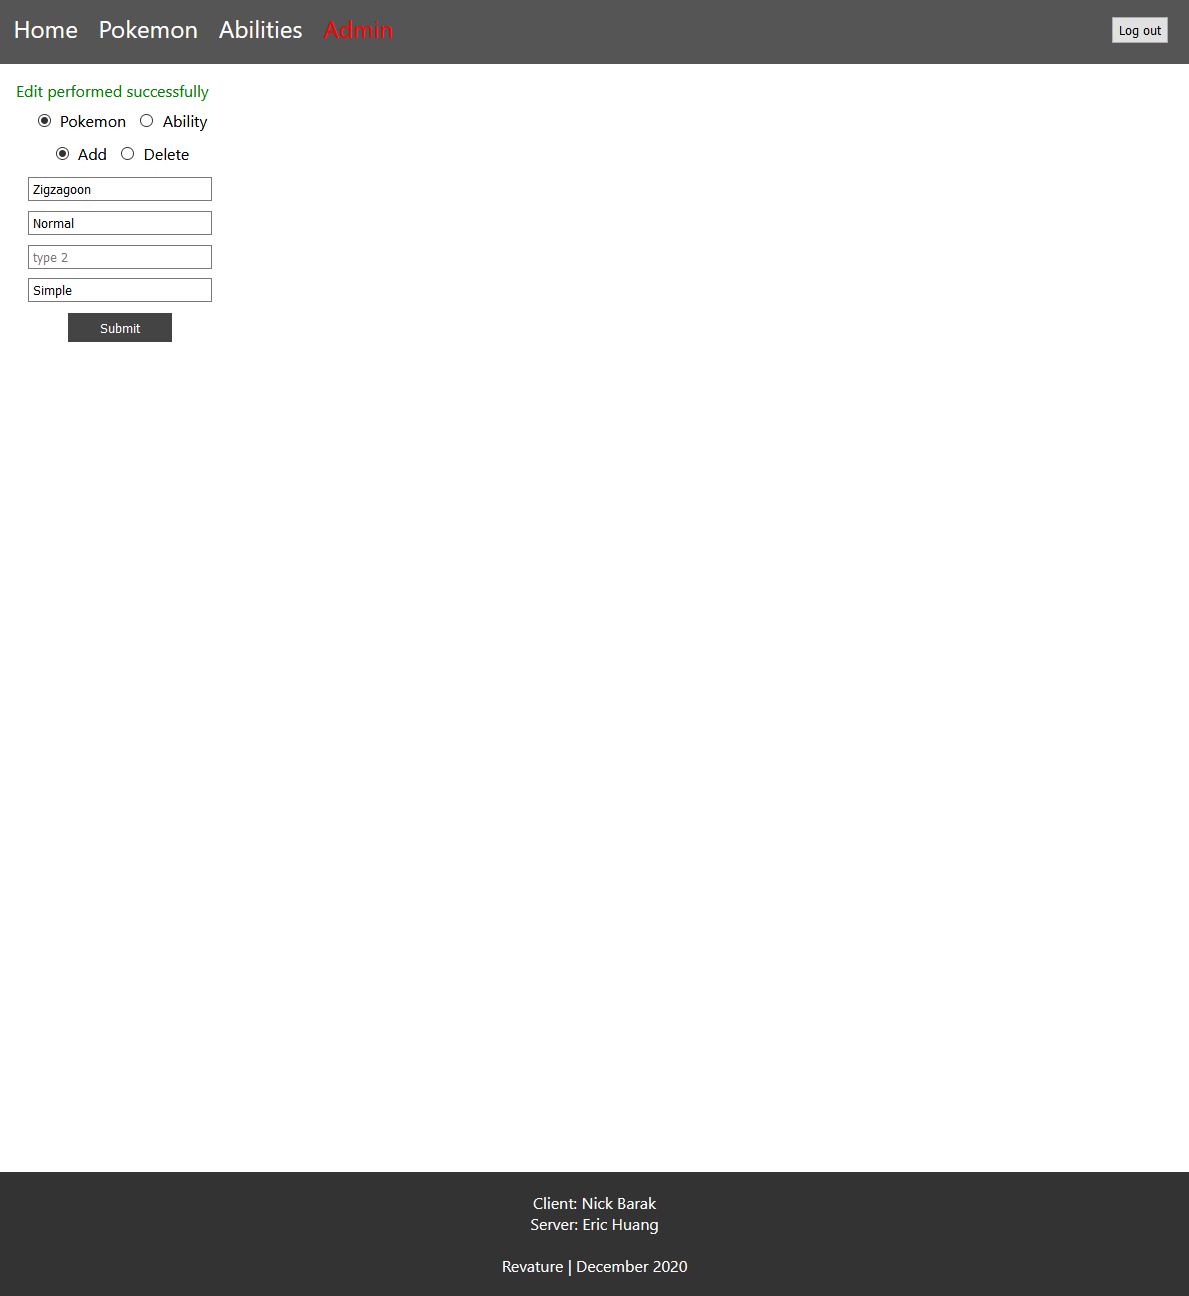 Home Pokemon Abilities Admin Log out
Edit performed successfully
Pokemon Ability
Add Delete
Zigzagoon
Normal
type 2
Simple
Submit
Client: Nick Barak
Server: Eric Huang
Revature | December 2020